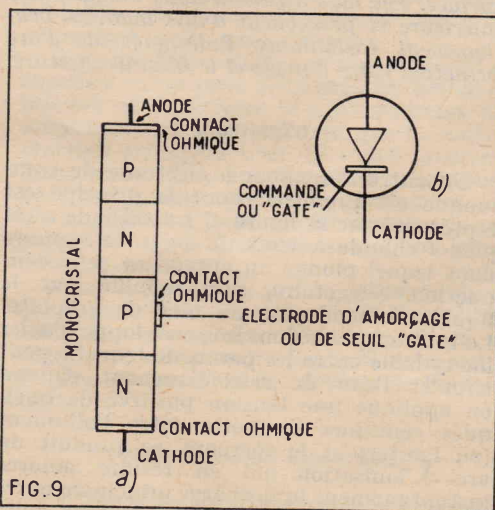 ANODE
CONTACT
OHMIQUE
P
N
P
N
MONOCRISTAL
CONTACT
OHMIQUE
ELECTRODE D'AMORÇAGE
OU DE SEUIL "GATE"
CONTACT OHMIQUE
CATHODE
a)
FIG.9
ANODE
b)
COMMANDE
OU "GATE"
CATHODE